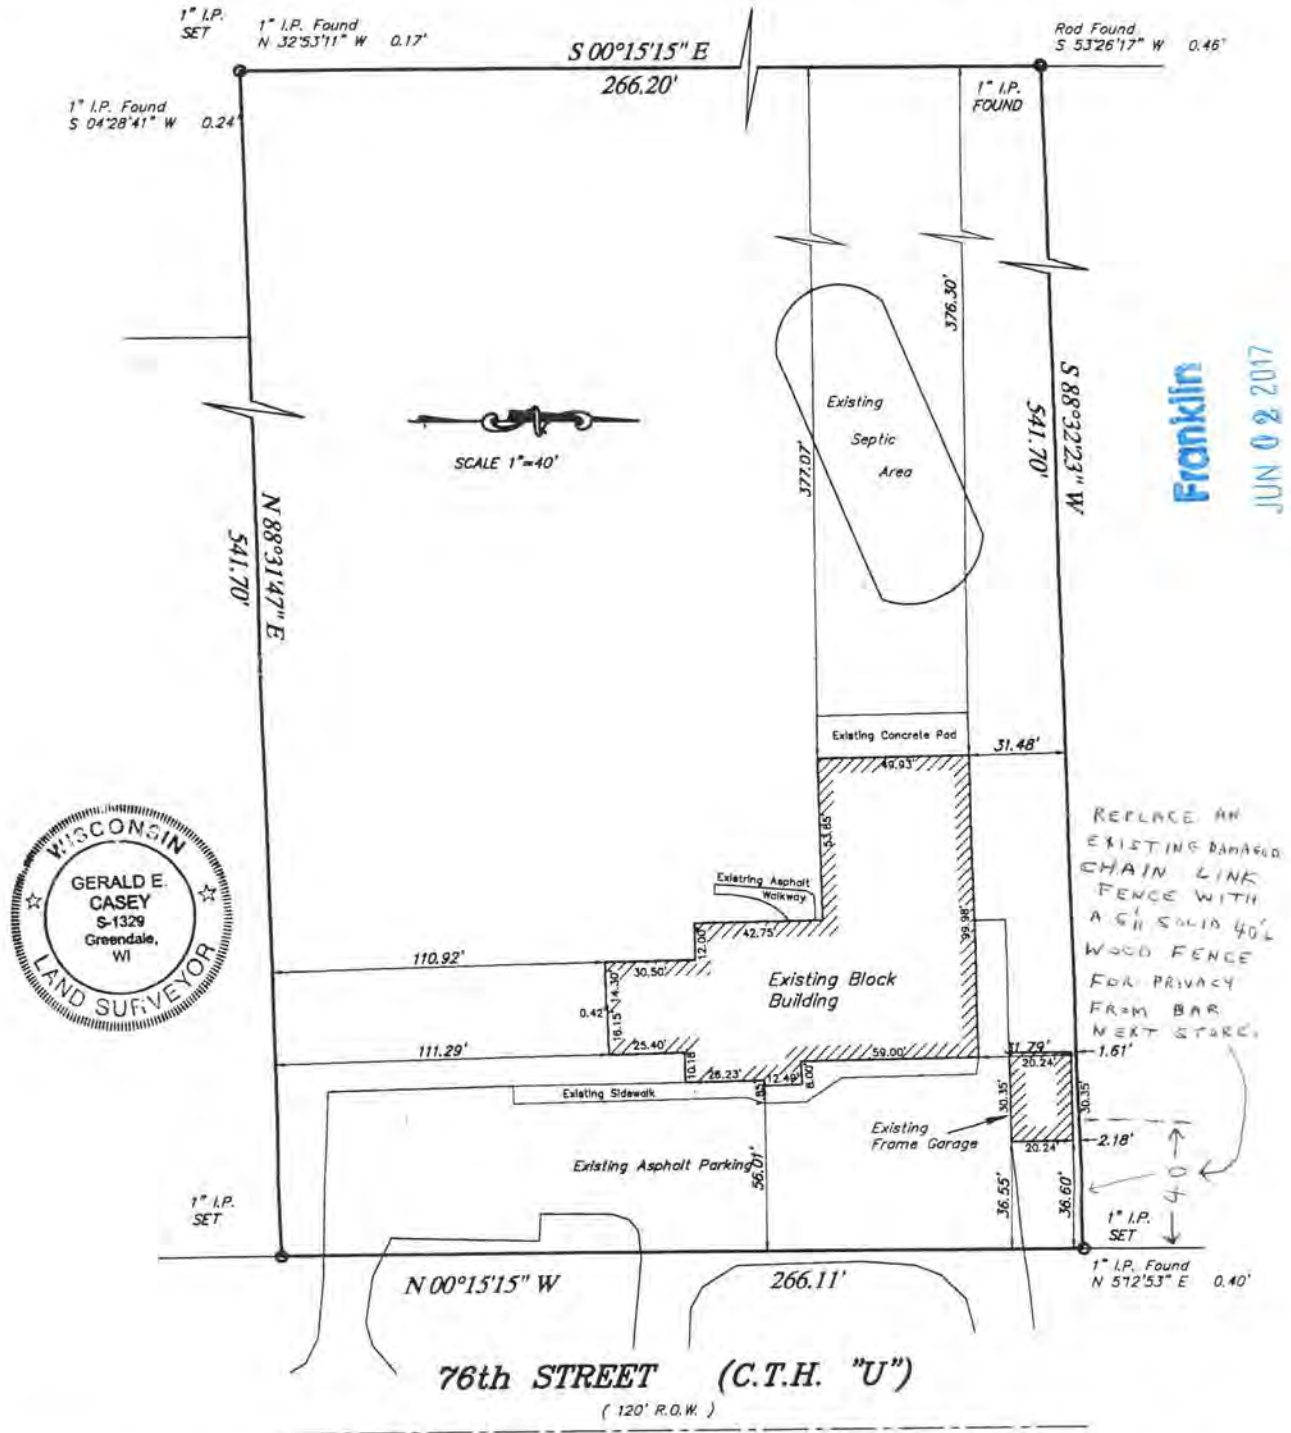 1" I.P.
SET
1" I.P. Found
N 32°53'11" W 0.17'
S 00°15'15" E
266.20'
Rod Found
S 53°26'17" W 0.46'
1" I.P.
FOUND
1" I.P. Found
S 04°28'41" W 0.24'
376.30'
377.07'
Existing
Septic
Area
S 88°32'23" W
541.70'
Franklin
JUN 02 2017
SCALE 1"=40'
N 88°31'47" E
541.70'
Existing Concrete Pad
31.48'
49.93'
53.65'
WISCONSIN
GERALD E.
CASEY
S-1329
Greendale,
WI
LAND SURVEYOR
REPLACE AN
EXISTING DAMAGED
CHAIN LINK
FENCE WITH
A 6'H SOLID 40'L
WOOD FENCE
FOR PRIVACY
FROM BAR
NEXT STORE.
Existring Asphalt
Walkway
42.75'
12.00'
99.98'
110.92'
30.50'
14.30'
0.42'
16.15'
Existing Block
Building
111.29'
25.40'
10.18'
26.23'
12.49'
8.00'
59.00'
31.79'
1.61'
20.24'
30.35'
30.35'
Existing Sidewalk
7.85'
Existing
Frame Garage
20.24'
2.18'
Existing Asphalt Parking
56.01'
36.55'
36.60'
40
1" I.P.
SET
1" I.P.
SET
N 00°15'15" W
266.11'
1" I.P. Found
N 5°12'53" E 0.40'
76th STREET (C.T.H. "U")
( 120' R.O.W. )